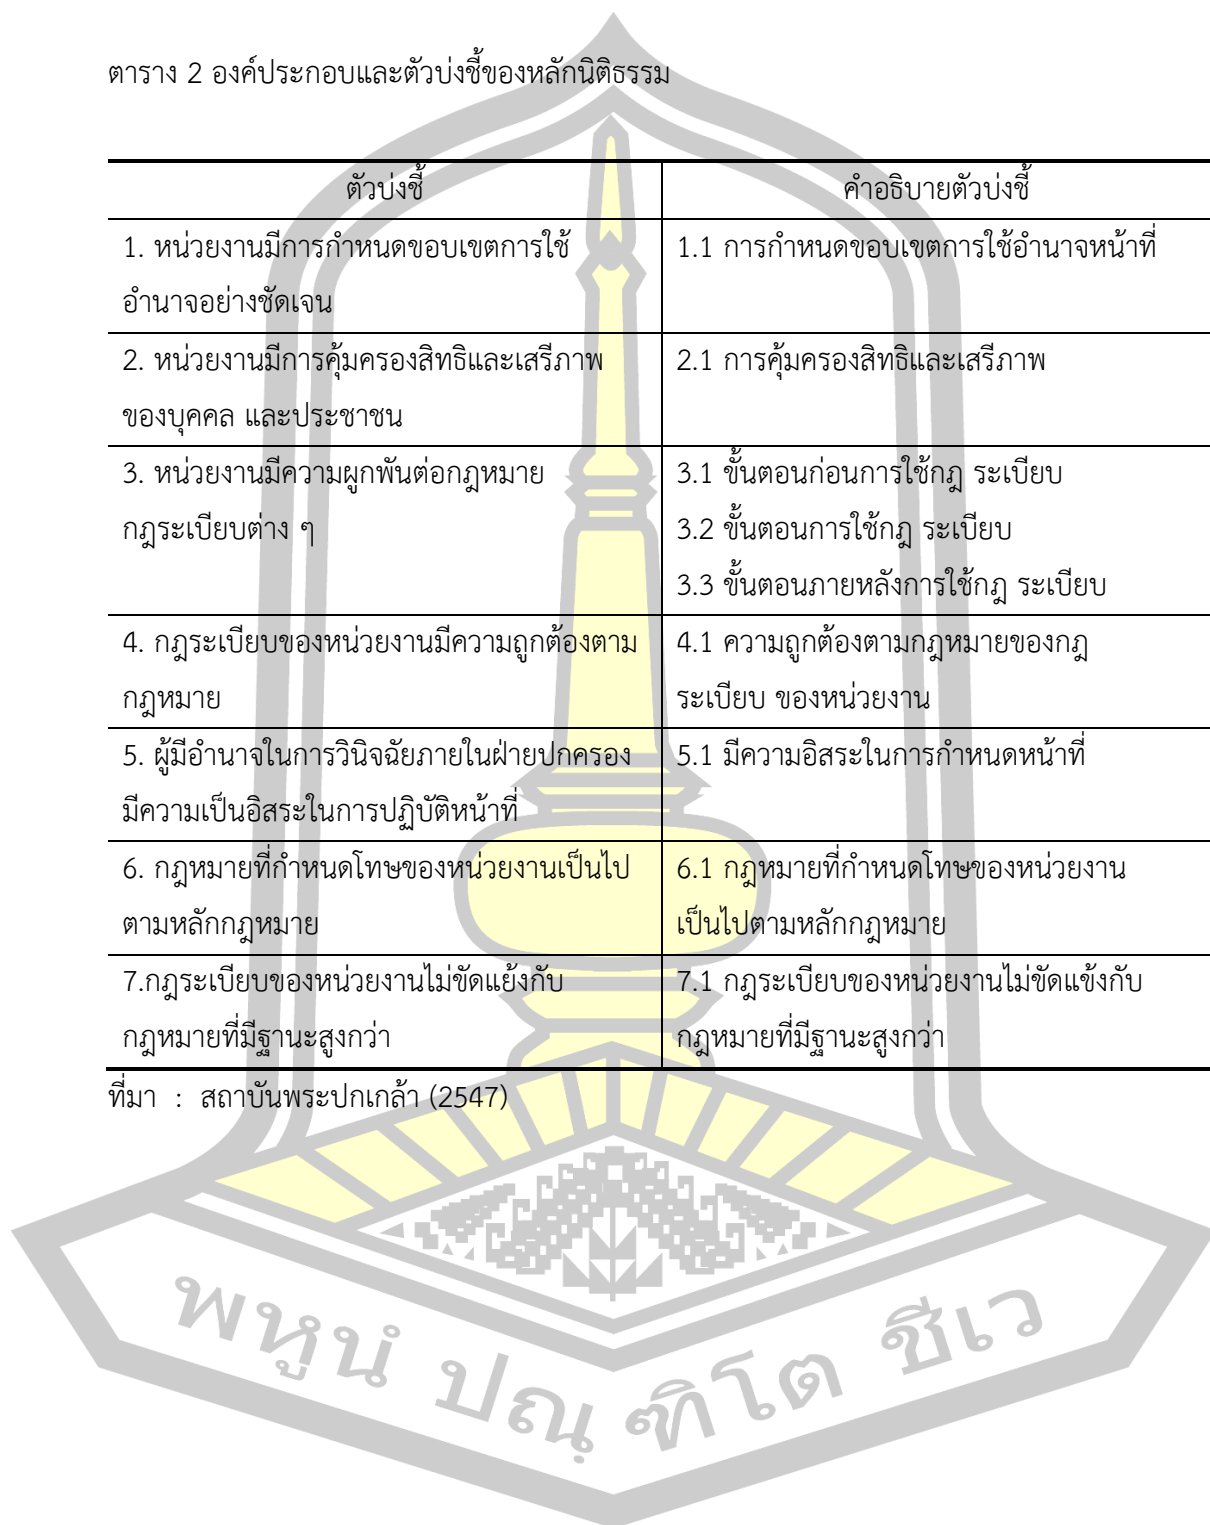 ตาราง 2 องค์ประกอบและตัวบ่งชี้ของหลักนิติธรรม
ตัวบ่งชี้
คำอธิบายตัวบ่งชี้
1. หน่วยงานมีการกำหนดขอบเขตการใช้
อำนาจอย่างชัดเจน
1.1 การกำหนดขอบเขตการใช้อำนาจหน้าที่
2. หน่วยงานมีการคุ้มครองสิทธิและเสรีภาพ
ของบุคคล และประชาชน
2.1 การคุ้มครองสิทธิและเสรีภาพ
3. หน่วยงานมีความผูกพันต่อกฎหมาย
กฎระเบียบต่าง ๆ
3.1 ขั้นตอนก่อนการใช้กฎ ระเบียบ
3.2 ขั้นตอนการใช้กฎ ระเบียบ
3.3 ขั้นตอนภายหลังการใช้กฎ ระเบียบ
4. กฎระเบียบของหน่วยงานมีความถูกต้องตาม
กฎหมาย
4.1 ความถูกต้องตามกฎหมายของกฎ
ระเบียบ ของหน่วยงาน
5. ผู้มีอำนาจในการวินิจฉัยภายในฝ่ายปกครอง
มีความเป็นอิสระในการปฏิบัติหน้าที่
5.1 มีความอิสระในการกำหนดหน้าที่
6. กฎหมายที่กำหนดโทษของหน่วยงานเป็นไป
ตามหลักกฎหมาย
6.1 กฎหมายที่กำหนดโทษของหน่วยงาน
เป็นไปตามหลักกฎหมาย
7.กฎระเบียบของหน่วยงานไม่ขัดแย้งกับ
กฎหมายที่มีฐานะสูงกว่า
7.1 กฎระเบียบของหน่วยงานไม่ขัดแข้งกับ
กฎหมายที่มีฐานะสูงกว่า
ที่มา : สถาบันพระปกเกล้า (2547)
พหูนํ ปณฺฑิโต ชีเว